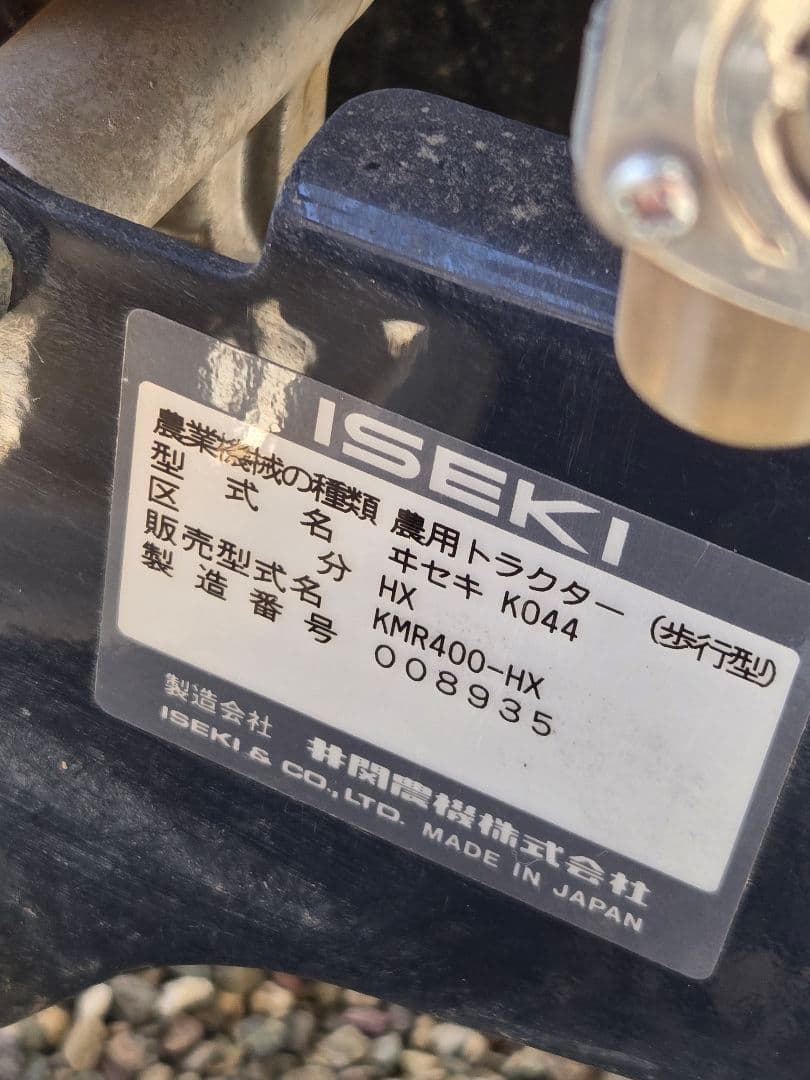 ISEKI
農業機械の種類 農用トラクター (歩行型)
型式名 ヰセキ KO44
区分 HX
販売型式名 KMR400-HX
製造番号 008935
製造会社 井関農機株式会社
ISEKI & CO., LTD. MADE IN JAPAN